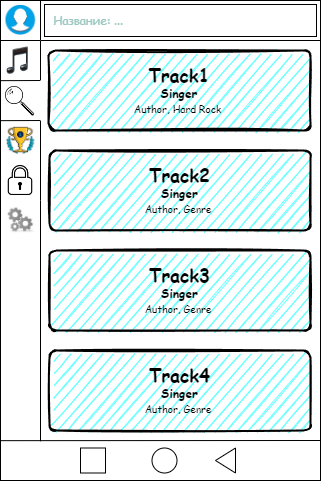 Название: ...
Track1
Singer
Author, Hard Rock
Track2
Singer
Author, Genre
Track3
Singer
Author, Genre
Track4
Singer
Author, Genre